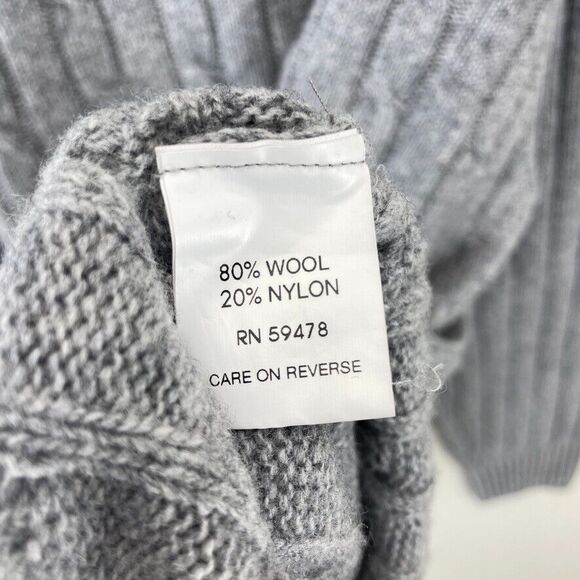 80% WOOL
20% NYLON
RN 59478
CARE ON REVERSE